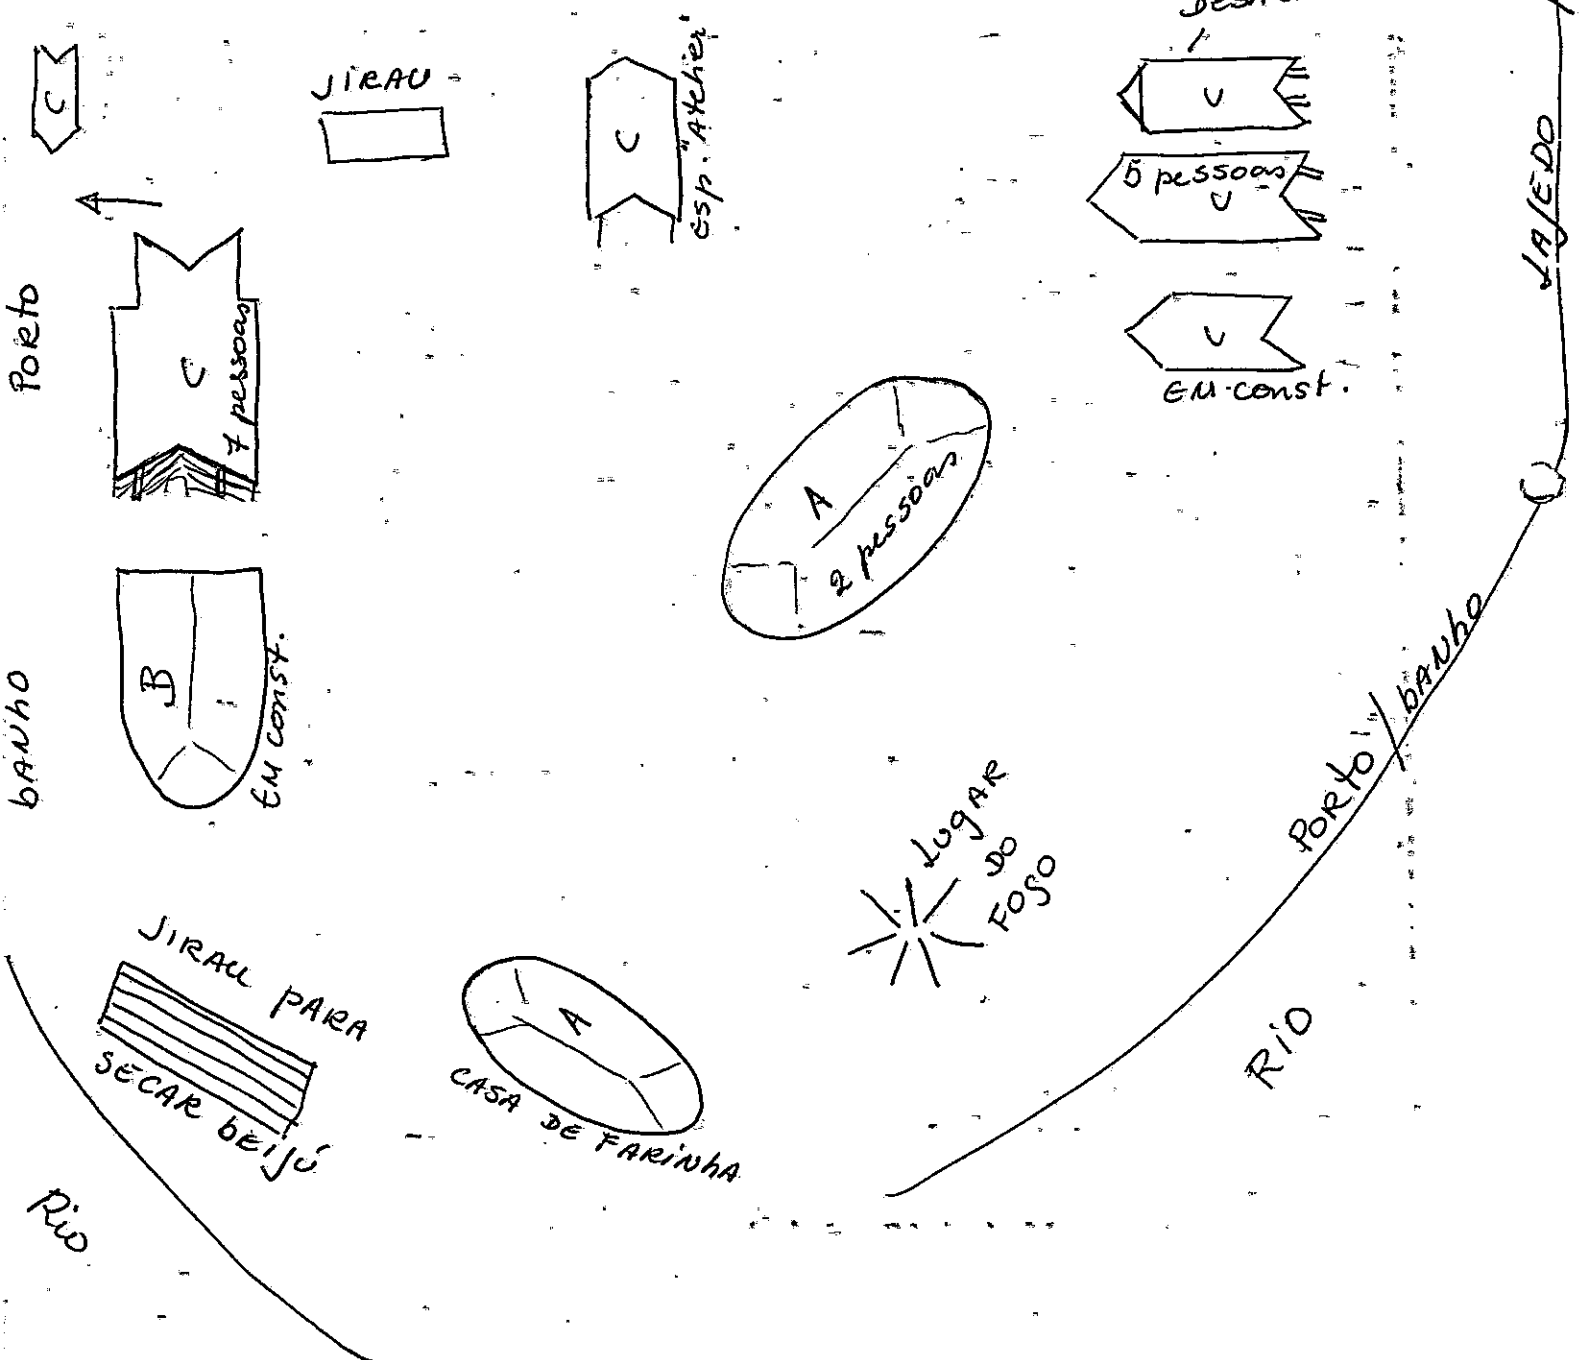 C
JIRAU
C
Esp. "Atelier"
C
5 pessoas
C
C
EM const.
LAJEDO
PORTO
C
7 pessoas
A
2 pessoas
BANHO
B
EM const.
PORTO / BANHO
LUGAR
DO
FOGO
JIRAU PARA
SECAR BEIJÚ
A
CASA DE FARINHA
RIO
Rio